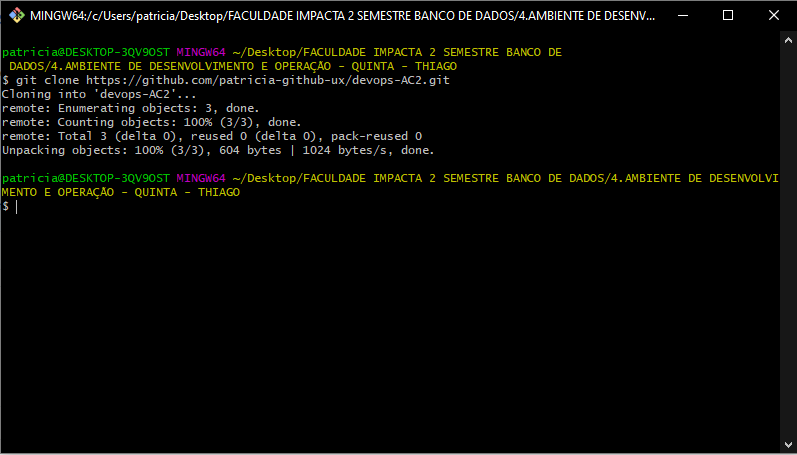 MINGW64:/c/Users/patricia/Desktop/FACULDADE IMPACTA 2 SEMESTRE BANCO DE DADOS/4.AMBIENTE DE DESENV...
patricia@DESKTOP-3QV9OST MINGW64 ~/Desktop/FACULDADE IMPACTA 2 SEMESTRE BANCO DE
 DADOS/4.AMBIENTE DE DESENVOLVIMENTO E OPERAÇÃO - QUINTA - THIAGO
$ git clone https://github.com/patricia-github-ux/devops-AC2.git
Cloning into 'devops-AC2'...
remote: Enumerating objects: 3, done.
remote: Counting objects: 100% (3/3), done.
remote: Total 3 (delta 0), reused 0 (delta 0), pack-reused 0
Unpacking objects: 100% (3/3), 604 bytes | 1024 bytes/s, done.
patricia@DESKTOP-3QV9OST MINGW64 ~/Desktop/FACULDADE IMPACTA 2 SEMESTRE BANCO DE DADOS/4.AMBIENTE DE DESENVOLVI
MENTO E OPERAÇÃO - QUINTA - THIAGO
$